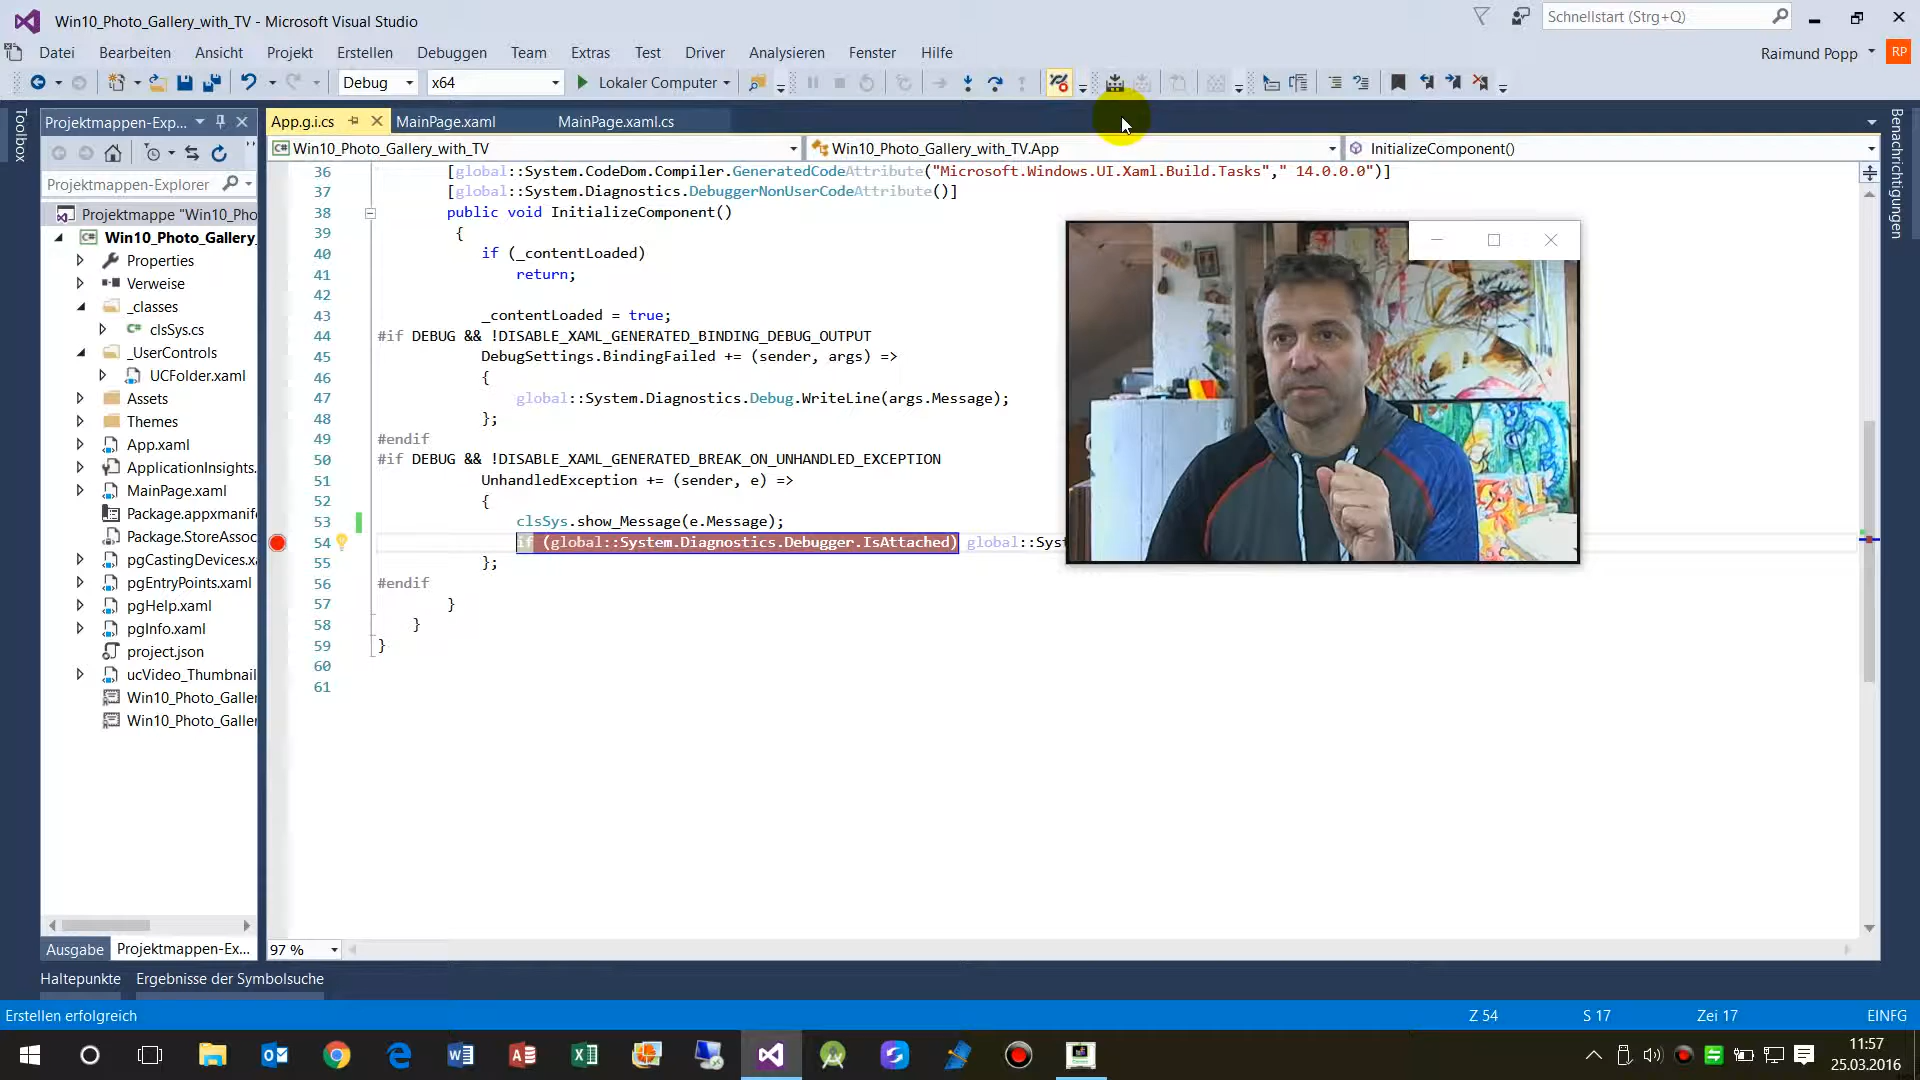 Win10_Photo_Gallery_with_TV - Microsoft Visual Studio
Schnellstart (Strg+Q)
Datei Bearbeiten Ansicht Projekt Erstellen Debuggen Team Extras Test Driver Analysieren Fenster Hilfe
Raimund Popp RP
Debug x64 Lokaler Computer
Toolbox
Projektmappen-Exp...
App.g.i.cs MainPage.xaml MainPage.xaml.cs
Benachrichtigungen
Win10_Photo_Gallery_with_TV Win10_Photo_Gallery_with_TV.App InitializeComponent()
Projektmappen-Explorer
Projektmappe "Win10_Pho
Win10_Photo_Gallery_
Properties
Verweise
_classes
clsSys.cs
_UserControls
UCFolder.xaml
Assets
Themes
App.xaml
ApplicationInsights.
MainPage.xaml
Package.appxmanif
Package.StoreAssoc
pgCastingDevices.xa
pgEntryPoints.xaml
pgHelp.xaml
pgInfo.xaml
project.json
ucVideo_Thumbnail
Win10_Photo_Galler
Win10_Photo_Galler
36 [global::System.CodeDom.Compiler.GeneratedCodeAttribute("Microsoft.Windows.UI.Xaml.Build.Tasks"," 14.0.0.0")]
37 [global::System.Diagnostics.DebuggerNonUserCodeAttribute()]
38 public void InitializeComponent()
39 {
40 if (_contentLoaded)
41 return;
42
43 _contentLoaded = true;
44 #if DEBUG && !DISABLE_XAML_GENERATED_BINDING_DEBUG_OUTPUT
45 DebugSettings.BindingFailed += (sender, args) =>
46 {
47 global::System.Diagnostics.Debug.WriteLine(args.Message);
48 };
49 #endif
50 #if DEBUG && !DISABLE_XAML_GENERATED_BREAK_ON_UNHANDLED_EXCEPTION
51 UnhandledException += (sender, e) =>
52 {
53 clsSys.show_Message(e.Message);
54 if (global::System.Diagnostics.Debugger.IsAttached) global::Syst
55 };
56 #endif
57 }
58 }
59 }
60
61
97 %
Ausgabe Projektmappen-Ex...
Haltepunkte Ergebnisse der Symbolsuche
Erstellen erfolgreich
Z 54 S 17 Zei 17 EINFG
11:57
25.03.2016